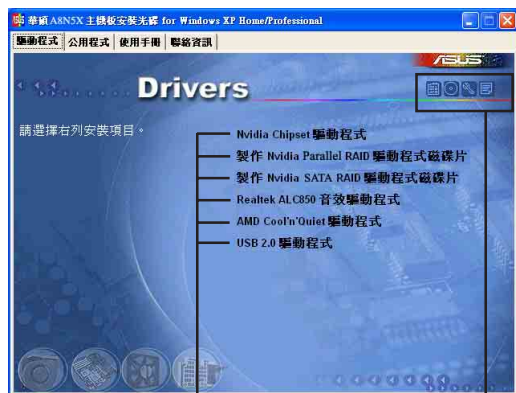 華碩 A8N5X 主機板安裝光碟 for Windows XP Home/Professional
驅動程式 公用程式 使用手冊 聯絡資訊
ASUS
Drivers
請選擇右列安裝項目。
Nvidia Chipset 驅動程式
製作 Nvidia Parallel RAID 驅動程式磁碟片
製作 Nvidia SATA RAID 驅動程式磁碟片
Realtek ALC850 音效驅動程式
AMD Cool'n'Quiet 驅動程式
USB 2.0 驅動程式